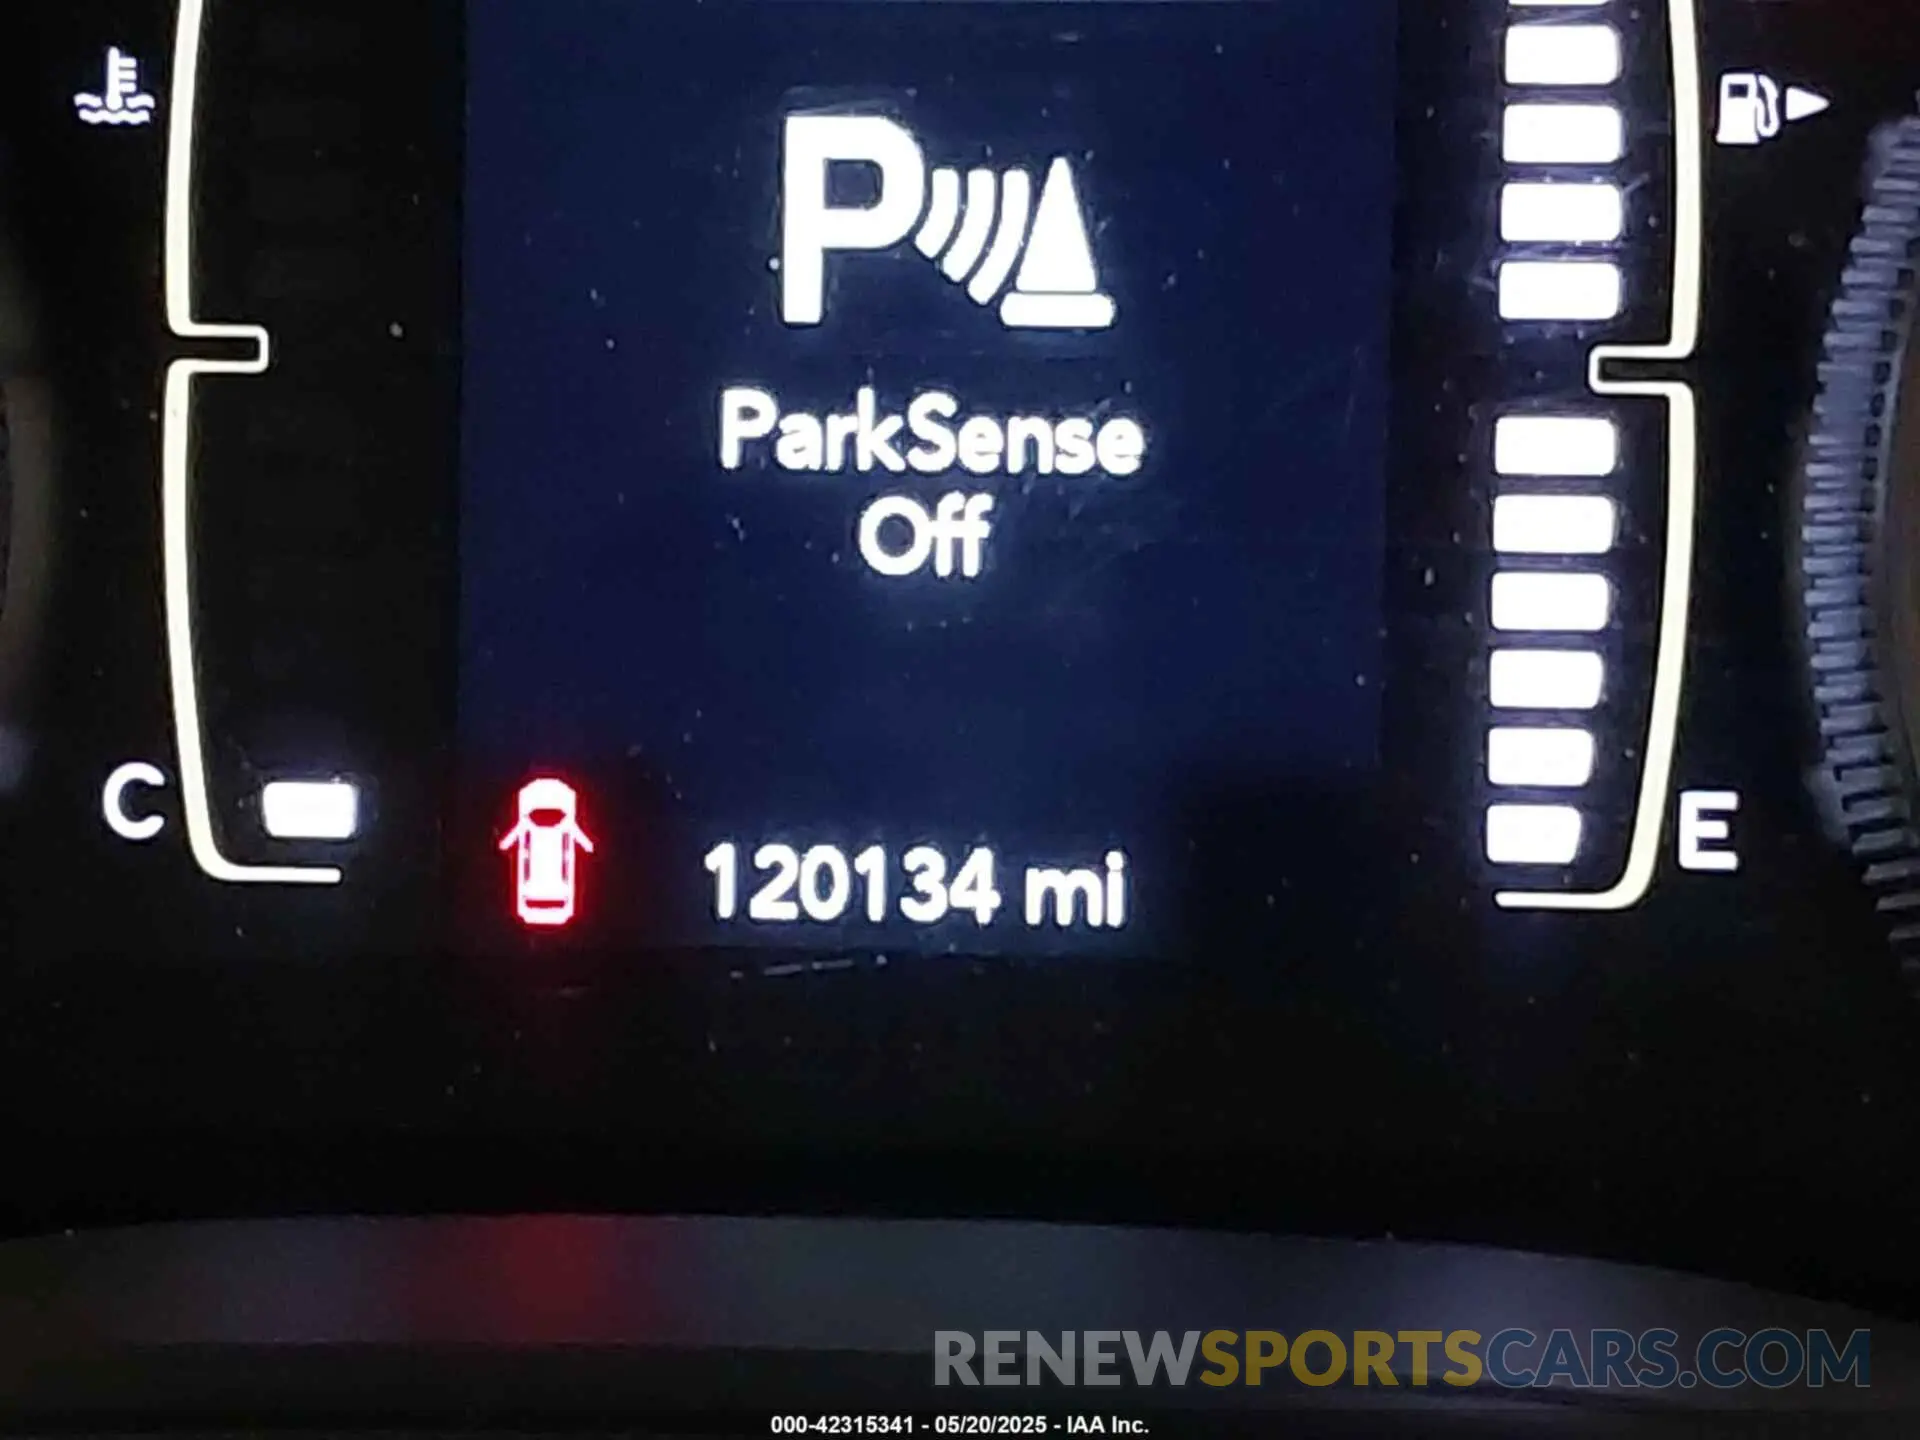 P
ParkSense
Off
C
E
120134 mi
RENEWSPORTSCARS.COM
000-42315341 - 05/20/2025 - IAA Inc.